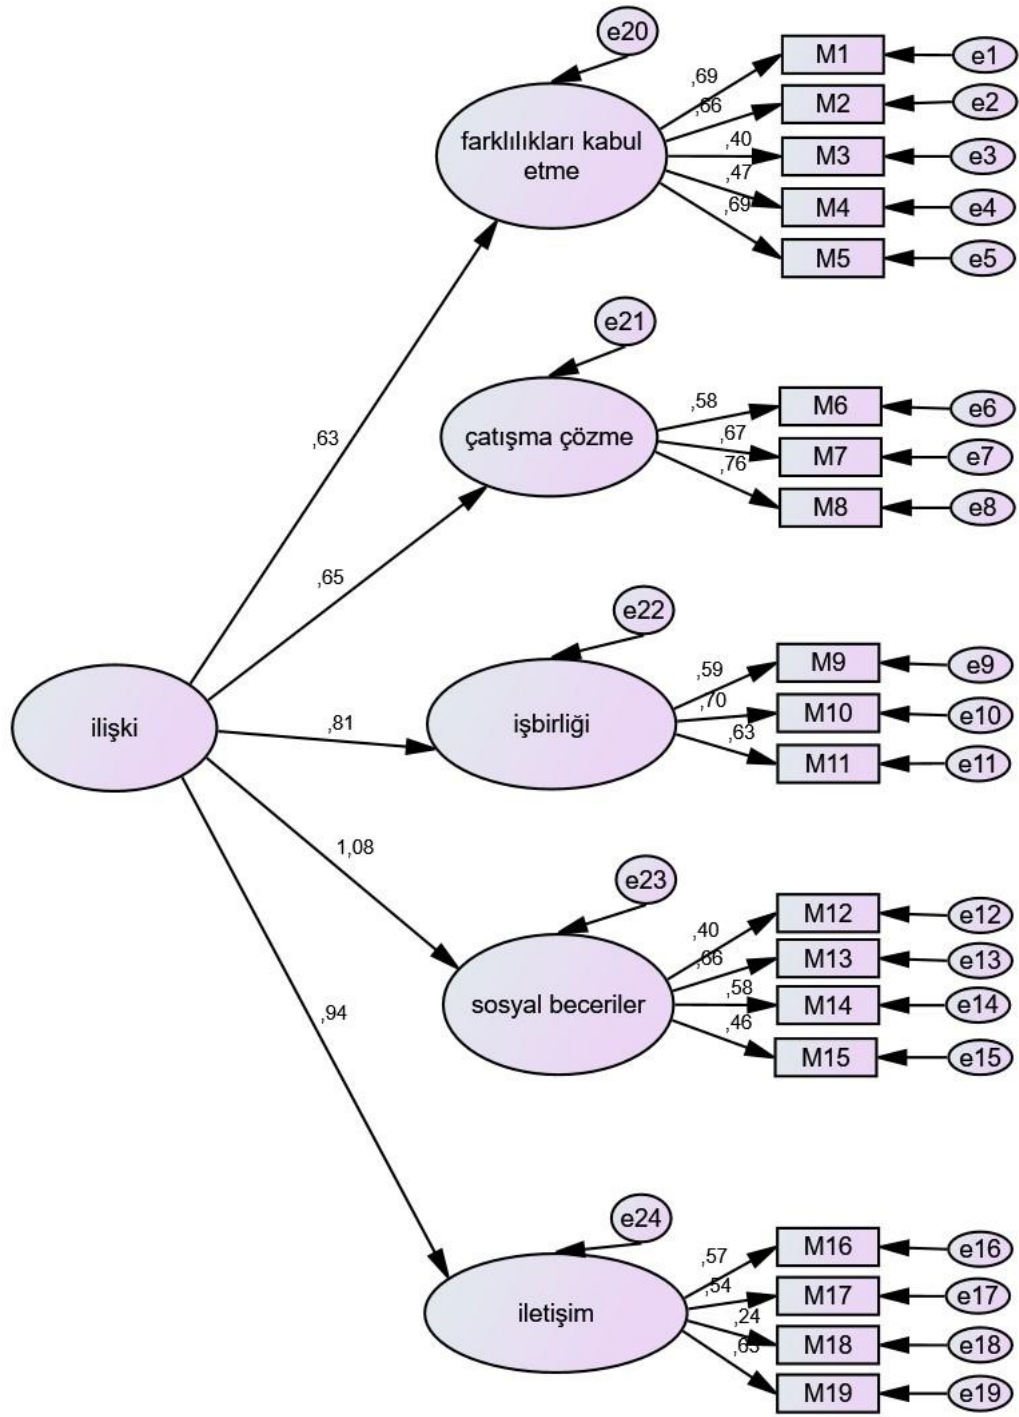 e20
farklılıkları kabul
etme
,69
,66
,40
,47
,69
M1
e1
M2
e2
M3
e3
M4
e4
M5
e5
,63
e21
çatışma çözme
,58
,67
,76
M6
e6
M7
e7
M8
e8
,65
ilişki
,81
e22
işbirliği
,59
,70
,63
M9
e9
M10
e10
M11
e11
1,08
e23
sosyal beceriler
,40
,66
,58
,46
M12
e12
M13
e13
M14
e14
M15
e15
,94
e24
iletişim
,57
,54
,24
M16
e16
M17
e17
M18
e18
M19
e19